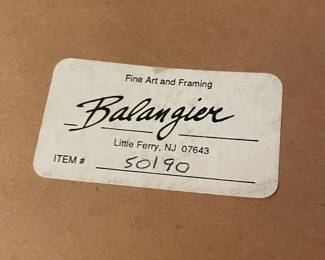 Fine Art and Framing
Balangier
Little Ferry, NJ 07643
ITEM # 50190